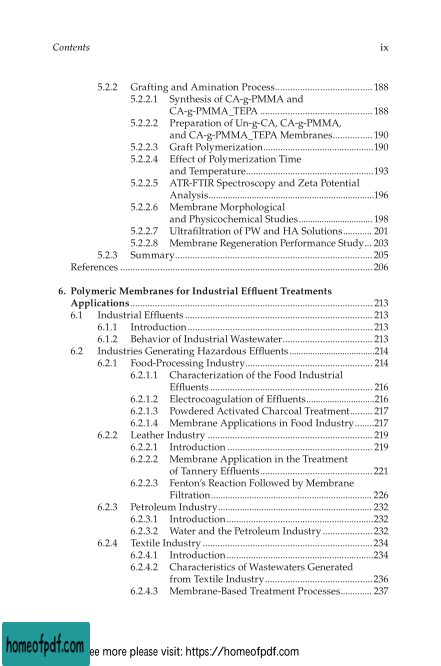 Contents ix
5.2.2 Grafting and Amination Process....................................... 188
5.2.2.1 Synthesis of CA-g-PMMA and
CA-g-PMMA_TEPA ............................................. 188
5.2.2.2 Preparation of Un-g-CA, CA-g-PMMA,
and CA-g-PMMA_TEPA Membranes................ 190
5.2.2.3 Graft Polymerization............................................190
5.2.2.4 Effect of Polymerization Time
and Temperature...................................................193
5.2.2.5 ATR-FTIR Spectroscopy and Zeta Potential
Analysis..................................................................196
5.2.2.6 Membrane Morphological
and Physicochemical Studies.............................. 198
5.2.2.7 Ultrafiltration of PW and HA Solutions............ 201
5.2.2.8 Membrane Regeneration Performance Study... 203
5.2.3 Summary............................................................................... 205
References ..................................................................................................... 206
6. Polymeric Membranes for Industrial Effluent Treatments
Applications................................................................................................. 213
6.1 Industrial Effluents ........................................................................... 213
6.1.1 Introduction.......................................................................... 213
6.1.2 Behavior of Industrial Wastewater.................................... 213
6.2 Industries Generating Hazardous Effluents..................................214
6.2.1 Food-Processing Industry................................................... 214
6.2.1.1 Characterization of the Food Industrial
Effluents ................................................................. 216
6.2.1.2 Electrocoagulation of Effluents...........................216
6.2.1.3 Powdered Activated Charcoal Treatment......... 217
6.2.1.4 Membrane Applications in Food Industry........217
6.2.2 Leather Industry .................................................................. 219
6.2.2.1 Introduction .......................................................... 219
6.2.2.2 Membrane Application in the Treatment
of Tannery Effluents............................................. 221
6.2.2.3 Fenton’s Reaction Followed by Membrane
Filtration................................................................. 226
6.2.3 Petroleum Industry.............................................................. 232
6.2.3.1 Introduction...........................................................232
6.2.3.2 Water and the Petroleum Industry .................... 232
6.2.4 Textile Industry .................................................................... 234
6.2.4.1 Introduction...........................................................234
6.2.4.2 Characteristics of Wastewaters Generated
from Textile Industry........................................... 236
6.2.4.3 Membrane-Based Treatment Processes............. 237
homeofpdf.com
ee more please visit: https://homeofpdf.com